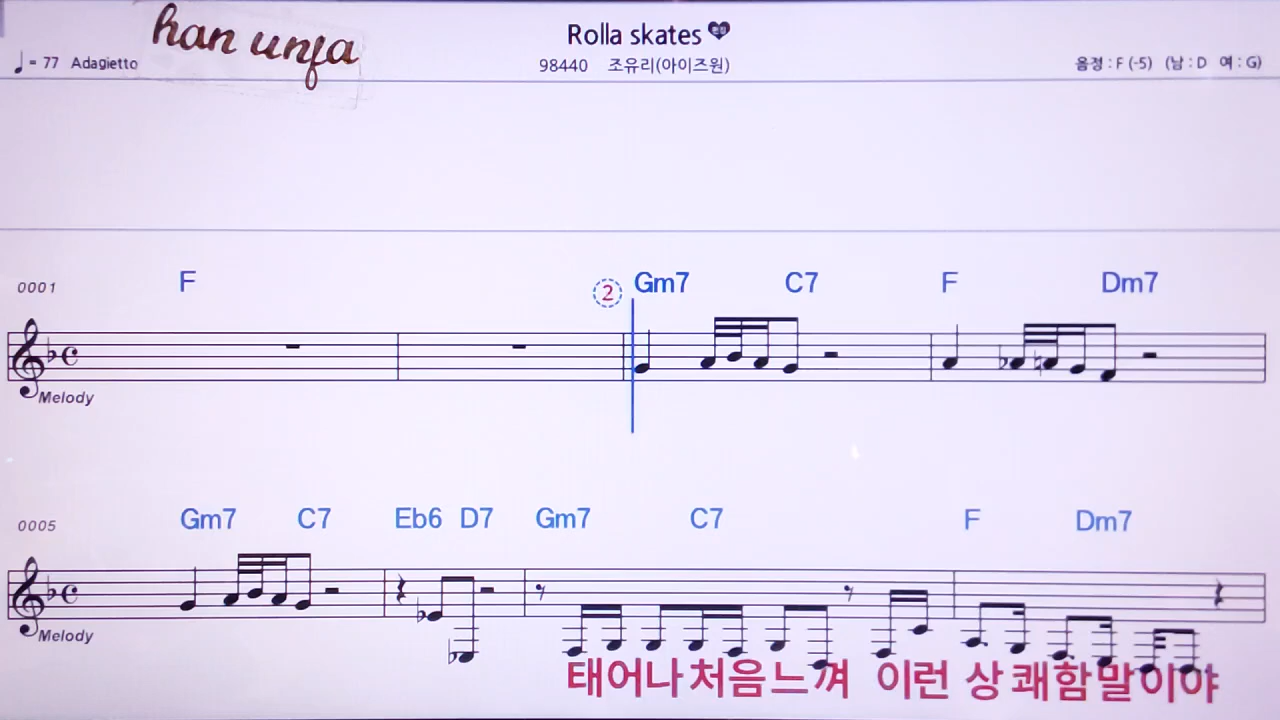 han unfa
Rolla skates
♩= 77 Adagietto
98440 조유리(아이즈원)
음정 : F (-5) (남 : D 여 : G)
0001 F ② Gm7 C7 F Dm7
Melody
0005 Gm7 C7 Eb6 D7 Gm7 C7 F Dm7
Melody
태어나처음느껴 이런 상쾌함말이야